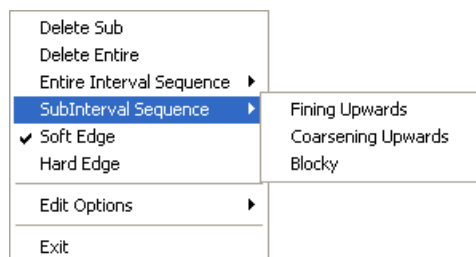 Delete Sub
Delete Entire
Entire Interval Sequence
SubInterval Sequence
Soft Edge
Hard Edge
Edit Options
Exit
Fining Upwards
Coarsening Upwards
Blocky